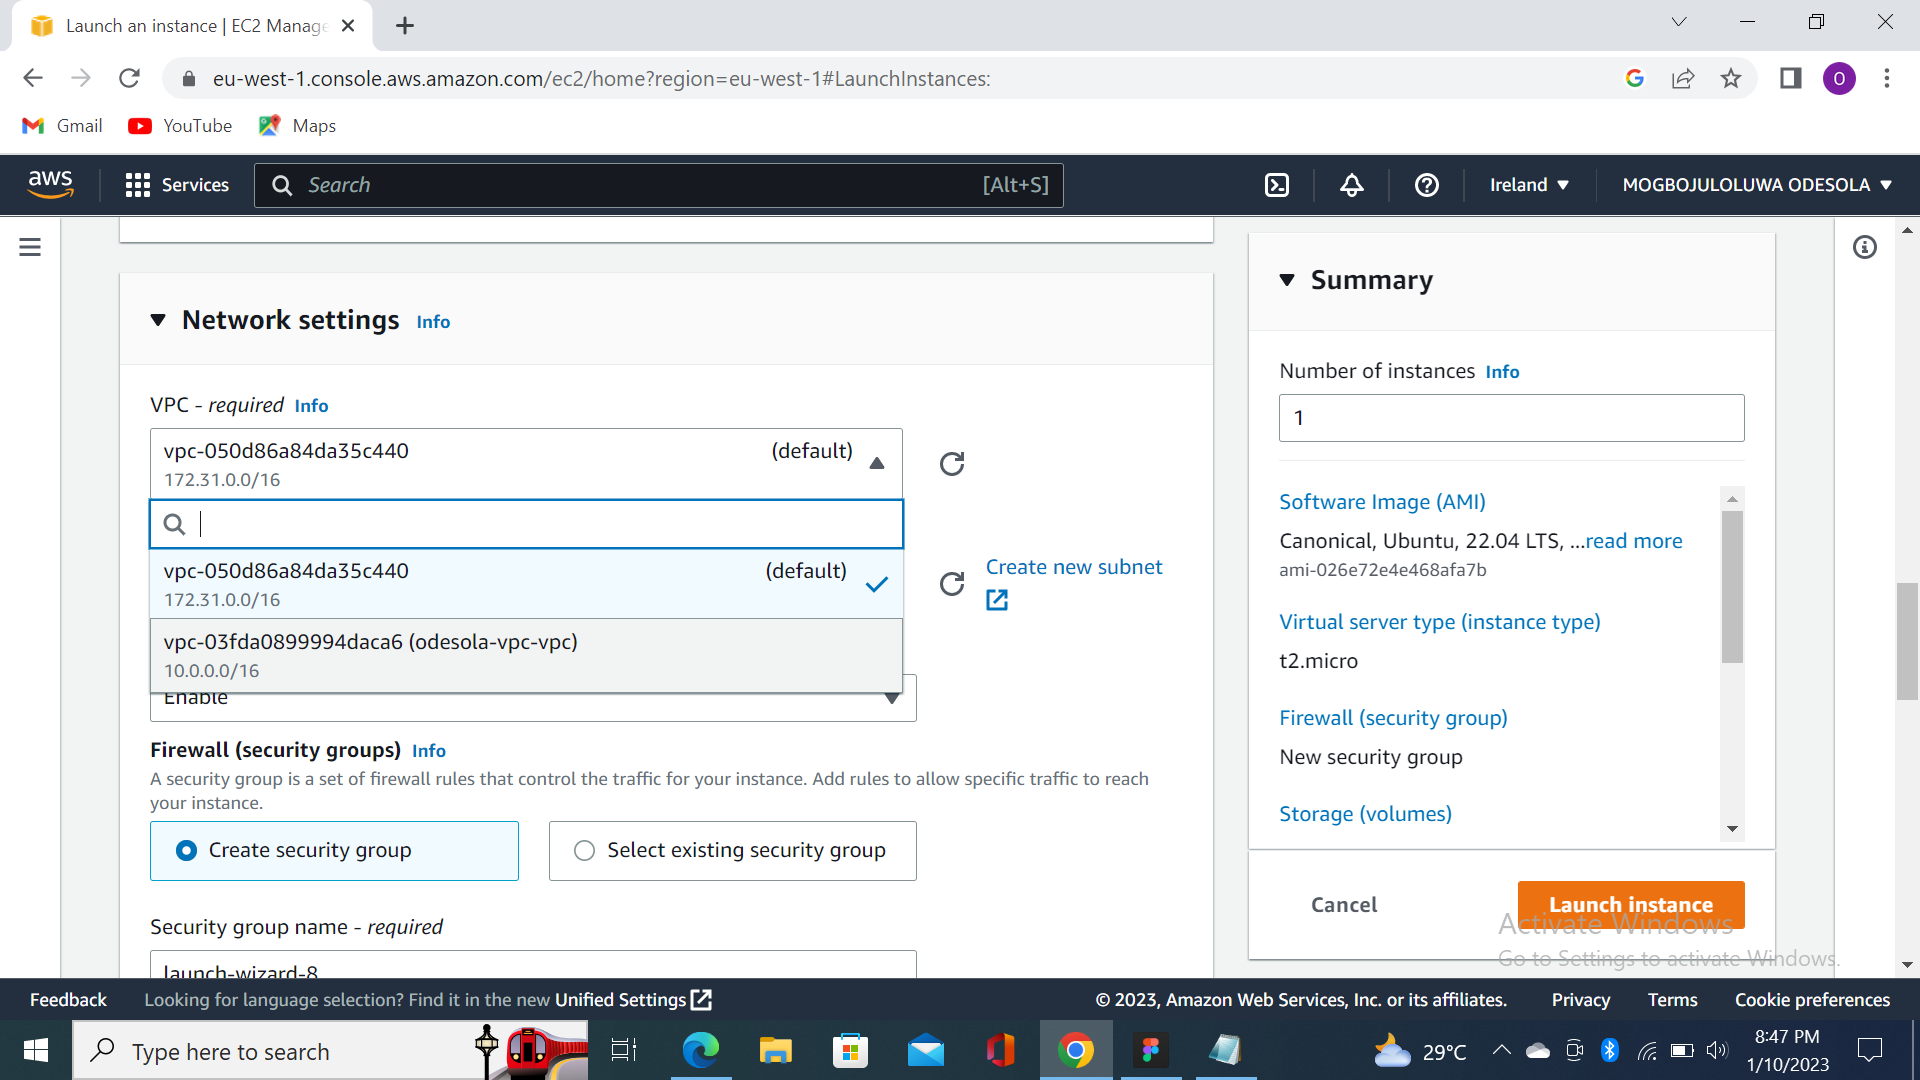 Launch an instance | EC2 Manage
eu-west-1.console.aws.amazon.com/ec2/home?region=eu-west-1#LaunchInstances:
O
Gmail
YouTube
Maps
aws
Services
Search
[Alt+S]
Ireland
MOGBOJULOLUWA ODESOLA
Network settings Info
VPC - required Info
vpc-050d86a84da35c440 (default)
172.31.0.0/16
vpc-050d86a84da35c440 (default)
172.31.0.0/16
vpc-03fda0899994daca6 (odesola-vpc-vpc)
10.0.0.0/16
Create new subnet
Enable
Firewall (security groups) Info
A security group is a set of firewall rules that control the traffic for your instance. Add rules to allow specific traffic to reach
your instance.
Create security group
Select existing security group
Security group name - required
launch-wizard-8
Summary
Number of instances Info
1
Software Image (AMI)
Canonical, Ubuntu, 22.04 LTS, ...read more
ami-026e72e4e468afa7b
Virtual server type (instance type)
t2.micro
Firewall (security group)
New security group
Storage (volumes)
Cancel
Launch instance
Activate Windows
Go to Settings to activate Windows.
Feedback
Looking for language selection? Find it in the new Unified Settings
© 2023, Amazon Web Services, Inc. or its affiliates.
Privacy
Terms
Cookie preferences
Type here to search
29°C
8:47 PM
1/10/2023